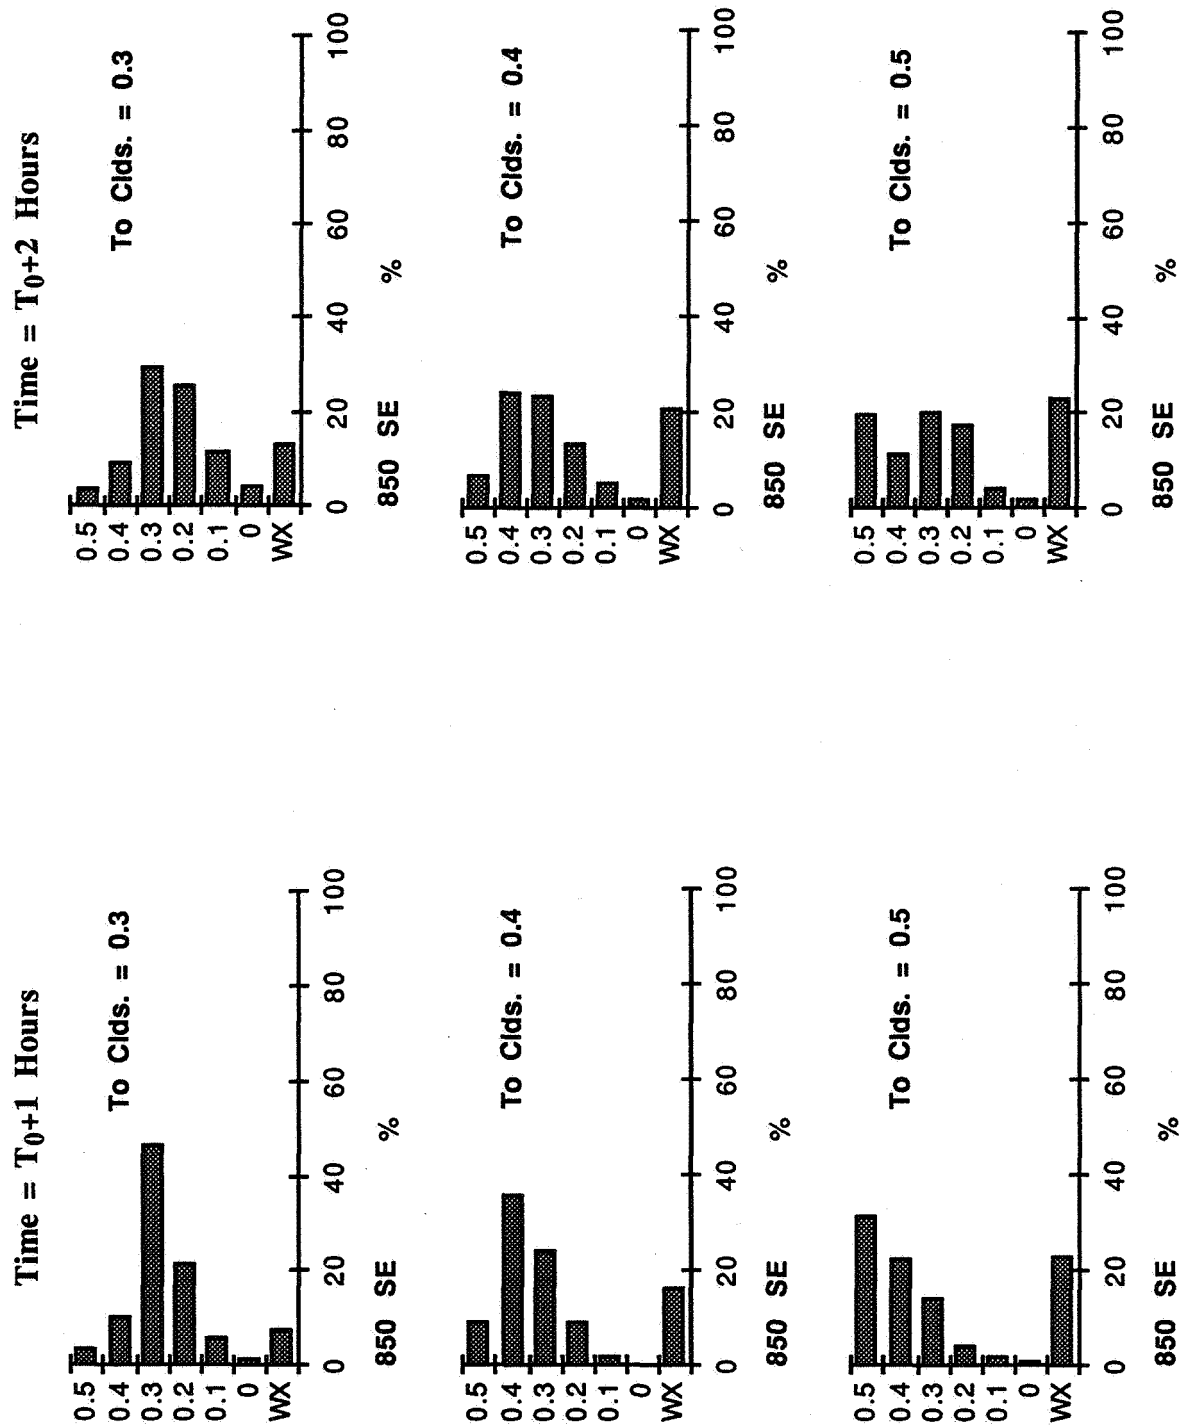 Time = T₀+1 Hours
To Clds. = 0.3
0.5
0.4
0.3
0.2
0.1
0
WX
0 20 40 60 80 100
850 SE %
To Clds. = 0.4
0.5
0.4
0.3
0.2
0.1
0
WX
0 20 40 60 80 100
850 SE %
To Clds. = 0.5
0.5
0.4
0.3
0.2
0.1
0
WX
0 20 40 60 80 100
850 SE %
Time = T₀+2 Hours
To Clds. = 0.3
0.5
0.4
0.3
0.2
0.1
0
WX
0 20 40 60 80 100
850 SE %
To Clds. = 0.4
0.5
0.4
0.3
0.2
0.1
0
WX
0 20 40 60 80 100
850 SE %
To Clds. = 0.5
0.5
0.4
0.3
0.2
0.1
0
WX
0 20 40 60 80 100
850 SE %